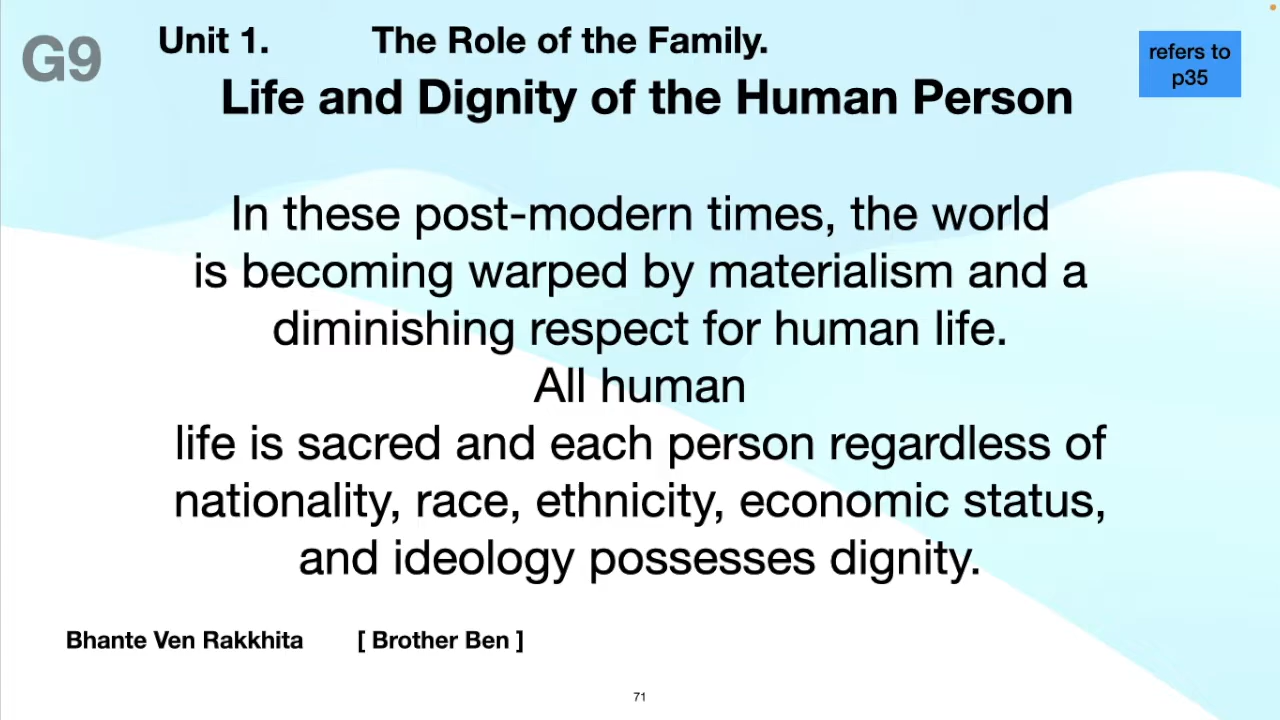 G9
Unit 1. The Role of the Family.
refers to
p35
Life and Dignity of the Human Person
In these post-modern times, the world
is becoming warped by materialism and a
diminishing respect for human life.
All human
life is sacred and each person regardless of
nationality, race, ethnicity, economic status,
and ideology possesses dignity.
Bhante Ven Rakkhita [ Brother Ben ]
71